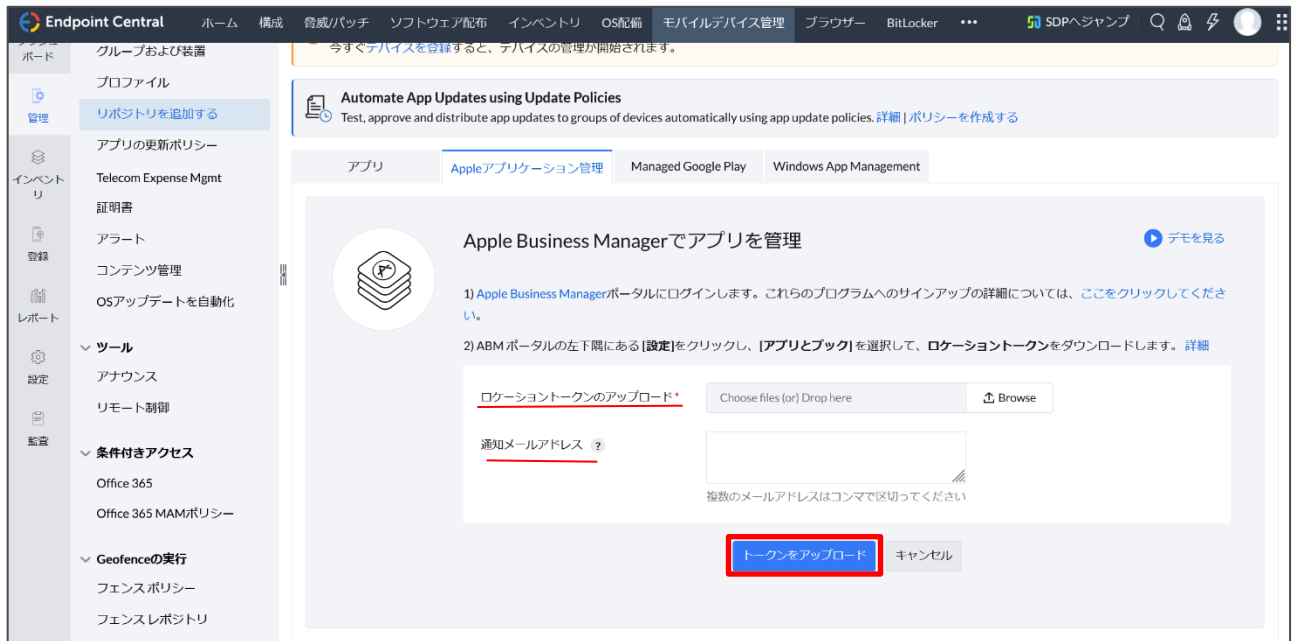 Endpoint Central
ホーム
構成
脅威/パッチ
ソフトウェア配布
インベントリ
OS配備
モバイルデバイス管理
ブラウザー
BitLocker
•••
SDPへジャンプ
ボード
管理
インベント
リ
登録
レポート
設定
監査
グループおよび装置
プロファイル
リポジトリを追加する
アプリの更新ポリシー
Telecom Expense Mgmt
証明書
アラート
コンテンツ管理
OSアップデートを自動化
ツール
アナウンス
リモート制御
条件付きアクセス
Office 365
Office 365 MAMポリシー
Geofenceの実行
フェンスポリシー
フェンスレポジトリ
今すぐデバイスを登録すると、デバイスの管理が開始されます。
Automate App Updates using Update Policies
Test, approve and distribute app updates to groups of devices automatically using app update policies. 詳細 | ポリシーを作成する
アプリ
Appleアプリケーション管理
Managed Google Play
Windows App Management
Apple Business Managerでアプリを管理
デモを見る
1) Apple Business Managerポータルにログインします。これらのプログラムへのサインアップの詳細については、ここをクリックしてくださ
い。
2) ABMポータルの左下隅にある [設定]をクリックし、[アプリとブック] を選択して、ロケーショントークンをダウンロードします。 詳細
ロケーショントークンのアップロード*
Choose files (or) Drop here
Browse
通知メールアドレス ?
複数のメールアドレスはコンマで区切ってください
トークンをアップロード
キャンセル